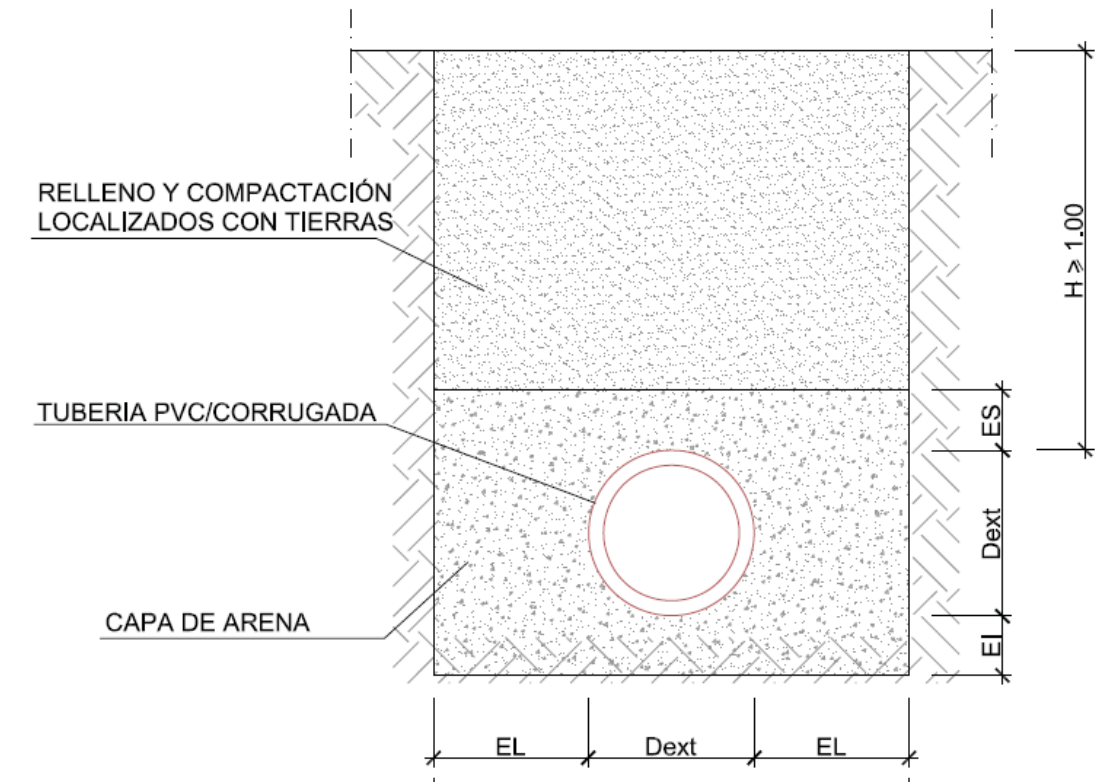 RELLENO Y COMPACTACIÓN
LOCALIZADOS CON TIERRAS
TUBERIA PVC/CORRUGADA
CAPA DE ARENA
H ≥ 1.00
ES
Dext
EI
EL
Dext
EL